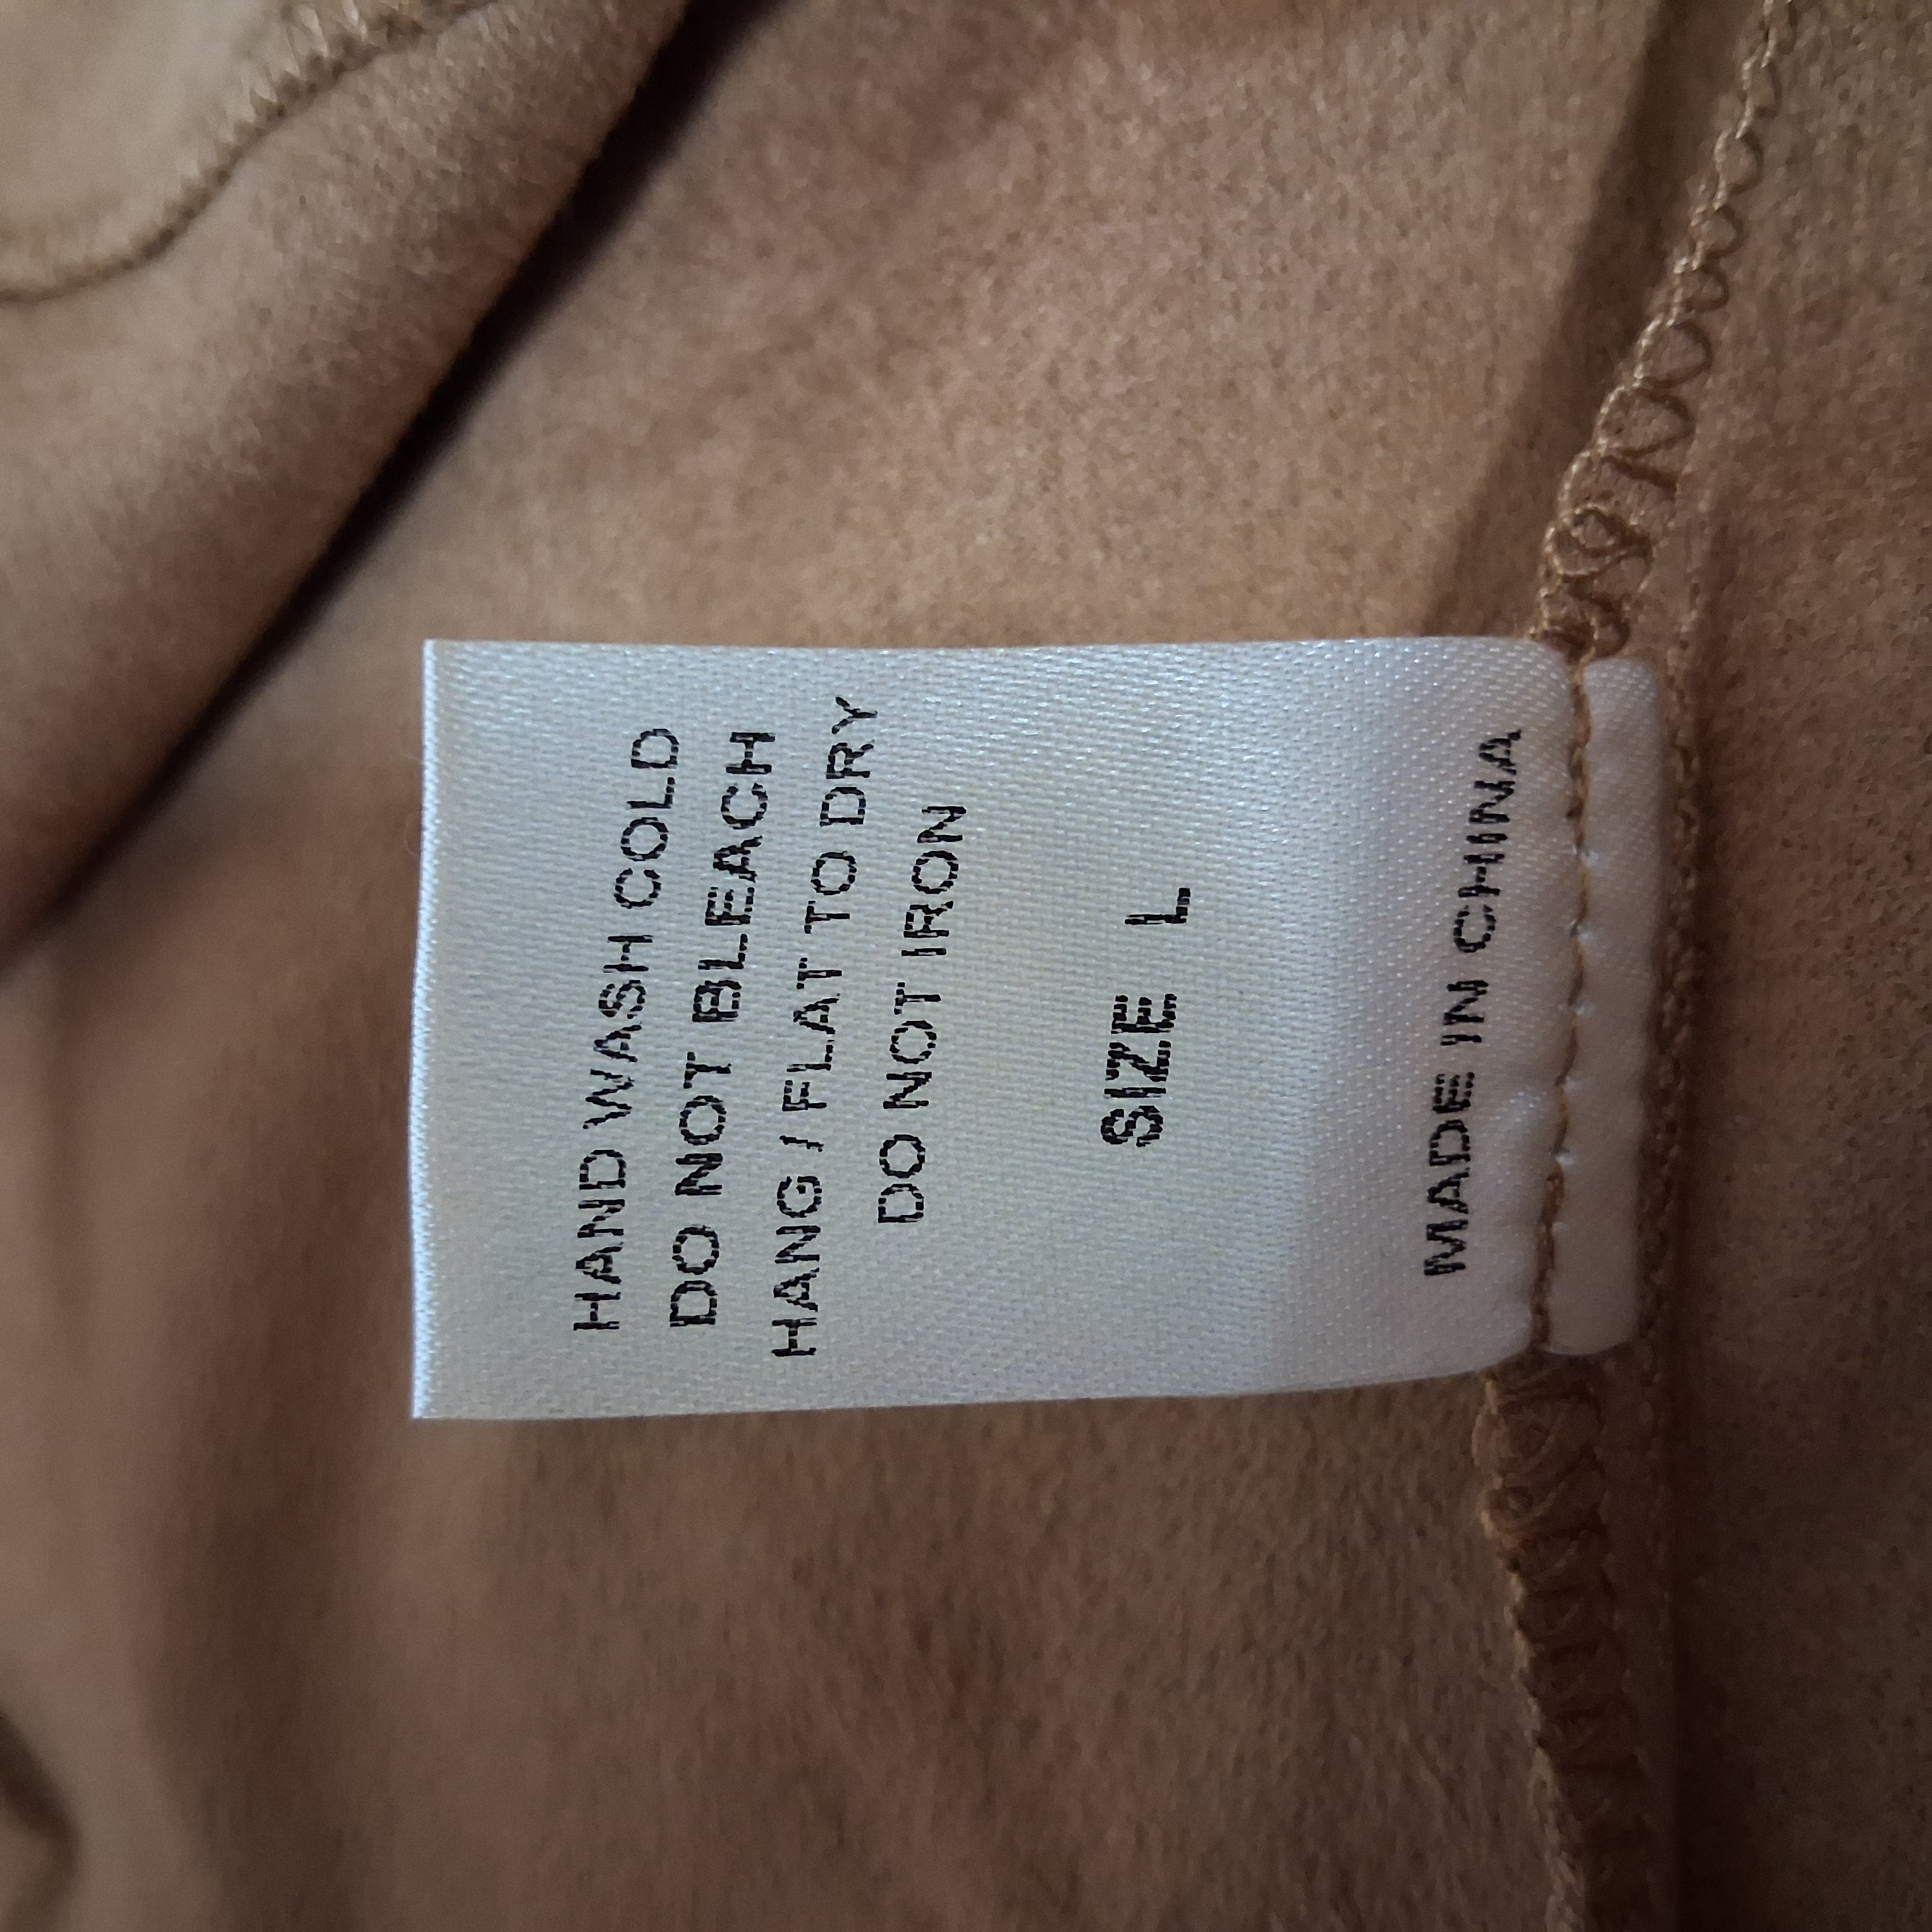 HAND WASH COLD
DO NOT BLEACH
HANG / FLAT TO DRY
DO NOT IRON
SIZE L
MADE IN CHINA